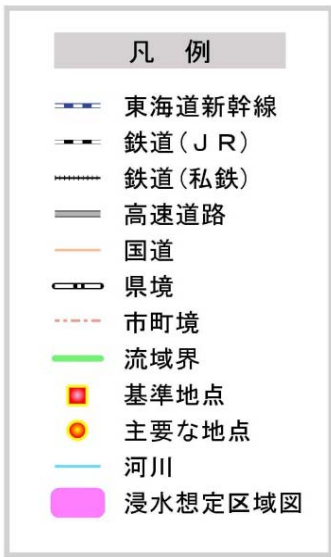 凡 例
東海道新幹線
鉄道(ＪＲ)
鉄道(私鉄)
高速道路
国道
県境
市町境
流域界
基準地点
主要な地点
河川
浸水想定区域図